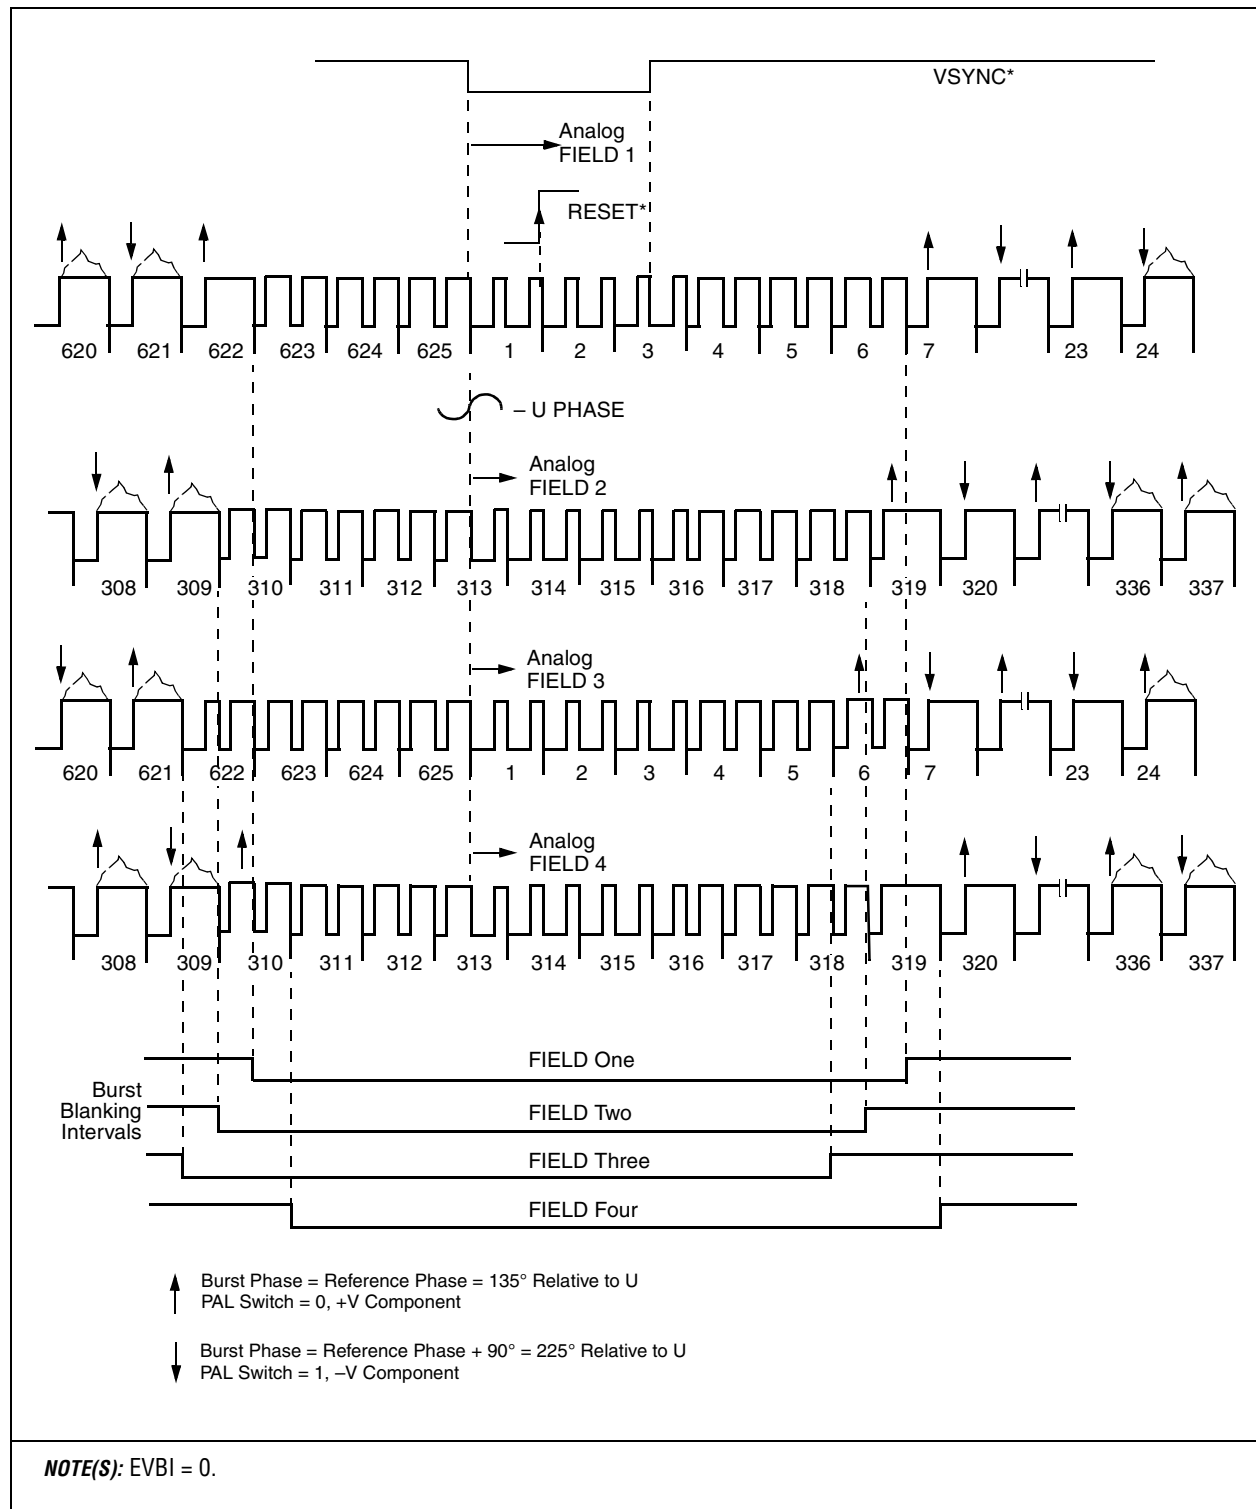 VSYNC*
Analog
FIELD 1
RESET*
620 621 622 623 624 625 1 2 3 4 5 6 7 23 24
– U PHASE
Analog
FIELD 2
308 309 310 311 312 313 314 315 316 317 318 319 320 336 337
Analog
FIELD 3
620 621 622 623 624 625 1 2 3 4 5 6 7 23 24
Analog
FIELD 4
308 309 310 311 312 313 314 315 316 317 318 319 320 336 337
Burst
Blanking
Intervals
FIELD One
FIELD Two
FIELD Three
FIELD Four
Burst Phase = Reference Phase = 135° Relative to U
PAL Switch = 0, +V Component
Burst Phase = Reference Phase + 90° = 225° Relative to U
PAL Switch = 1, –V Component
NOTE(S): EVBI = 0.